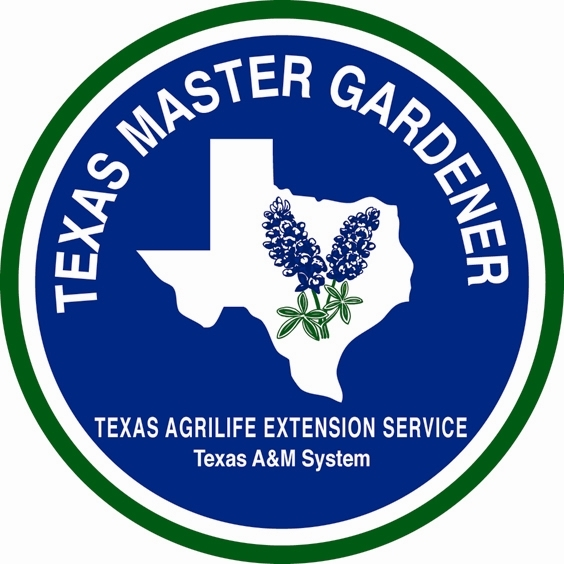 TEXAS MASTER GARDENER
TEXAS AGRILIFE EXTENSION SERVICE
Texas A&M System